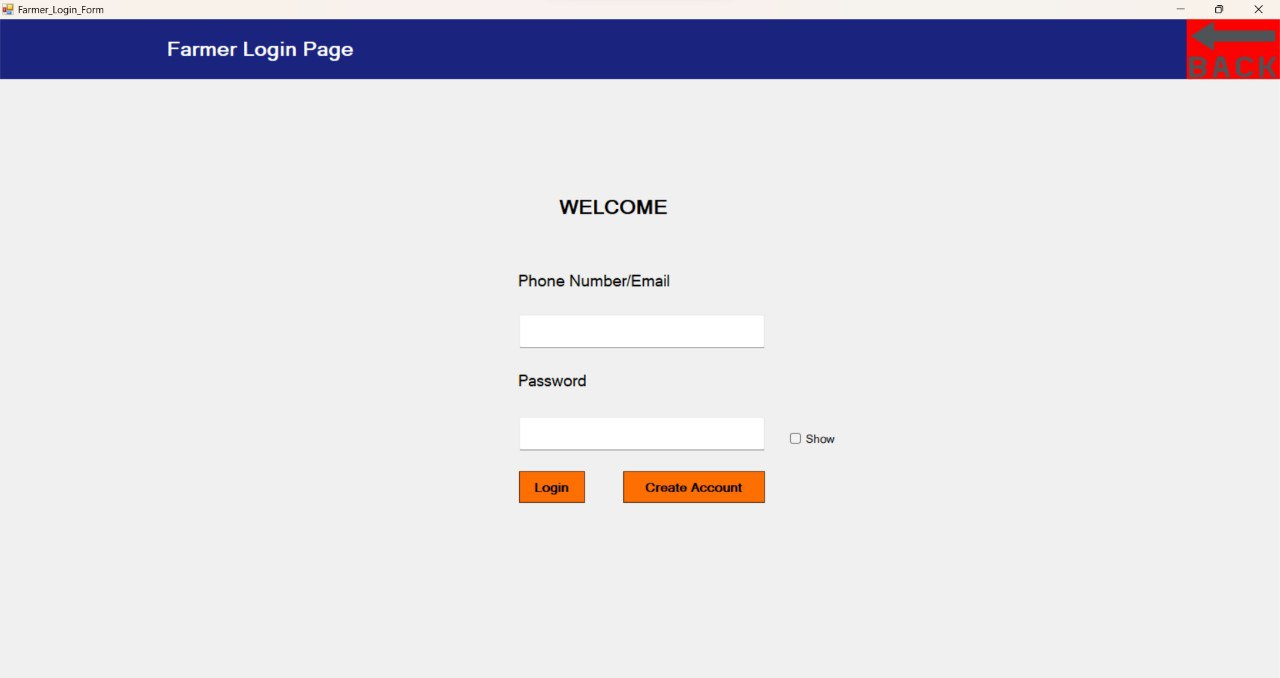 Farmer_Login_Form
Farmer Login Page
BACK
WELCOME
Phone Number/Email
Password
Show
Login
Create Account